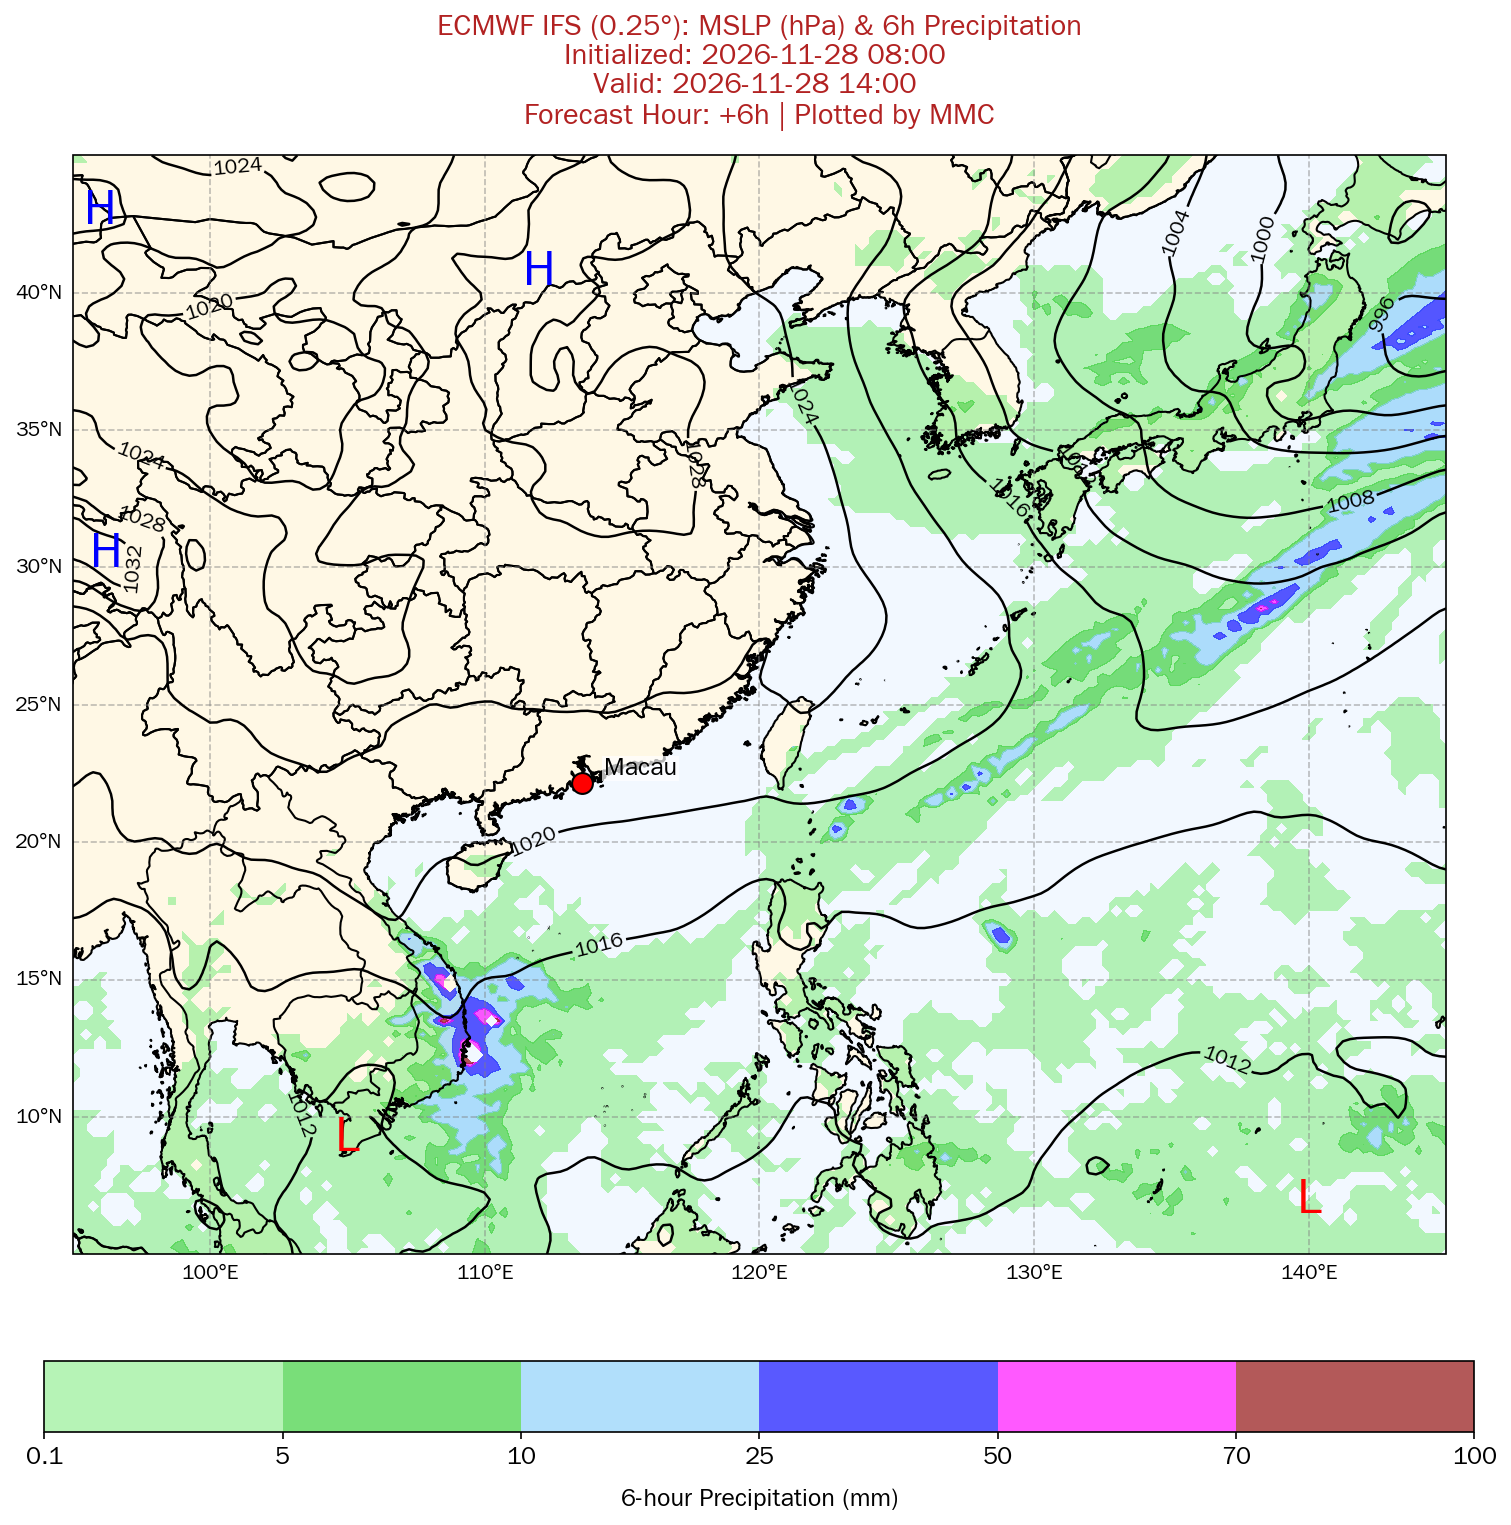 ECMWF IFS (0.25°): MSLP (hPa) & 6h Precipitation
Initialized: 2026-11-28 08:00
Valid: 2026-11-28 14:00
Forecast Hour: +6h | Plotted by MMC
1024
H
1004
1000
H
40°N
1020
996
1024
35°N
1024
1028
1016
1008
1028
H
1032
30°N
25°N
Macau
20°N
1020
1016
15°N
1012
10°N
1012
L
L
100°E 110°E 120°E 130°E 140°E
0.1 5 10 25 50 70 100
6-hour Precipitation (mm)